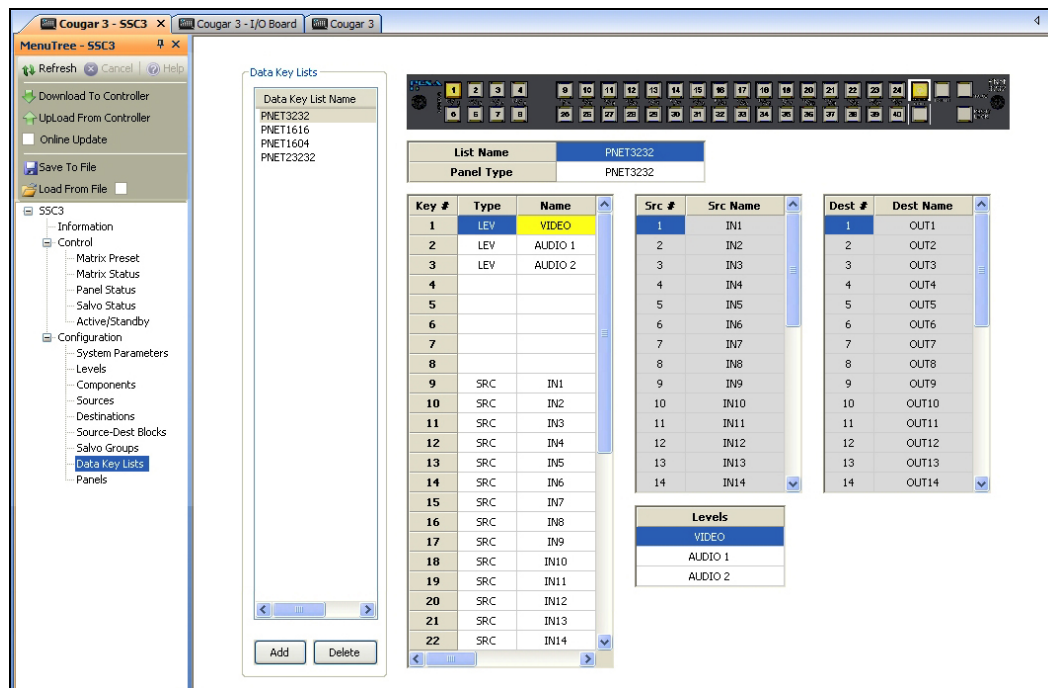 Cougar 3 - SSC3 X Cougar 3 - I/O Board Cougar 3
MenuTree - SSC3
Refresh Cancel Help
Download To Controller
UpLoad From Controller
Online Update
Save To File
Load From File
SSC3
Information
Control
Matrix Preset
Matrix Status
Panel Status
Salvo Status
Active/Standby
Configuration
System Parameters
Levels
Components
Sources
Destinations
Source-Dest Blocks
Salvo Groups
Data Key Lists
Panels
Data Key Lists
Data Key List Name
PNET3232
PNET1616
PNET1604
PNET23232
Add Delete
1 2 3 4 9 10 11 12 13 14 15 16 17 18 19 20 21 22 23 24
6 7 8 26 27 28 29 30 31 32 33 34 35 36 37 38 39 40
List Name PNET3232
Panel Type PNET3232
Key # Type Name
1 LEV VIDEO
2 LEV AUDIO 1
3 LEV AUDIO 2
4
5
6
7
8
9 SRC IN1
10 SRC IN2
11 SRC IN3
12 SRC IN4
13 SRC IN5
14 SRC IN6
15 SRC IN7
16 SRC IN8
17 SRC IN9
18 SRC IN10
19 SRC IN11
20 SRC IN12
21 SRC IN13
22 SRC IN14
Src # Src Name
1 IN1
2 IN2
3 IN3
4 IN4
5 IN5
6 IN6
7 IN7
8 IN8
9 IN9
10 IN10
11 IN11
12 IN12
13 IN13
14 IN14
Dest # Dest Name
1 OUT1
2 OUT2
3 OUT3
4 OUT4
5 OUT5
6 OUT6
7 OUT7
8 OUT8
9 OUT9
10 OUT10
11 OUT11
12 OUT12
13 OUT13
14 OUT14
Levels
VIDEO
AUDIO 1
AUDIO 2